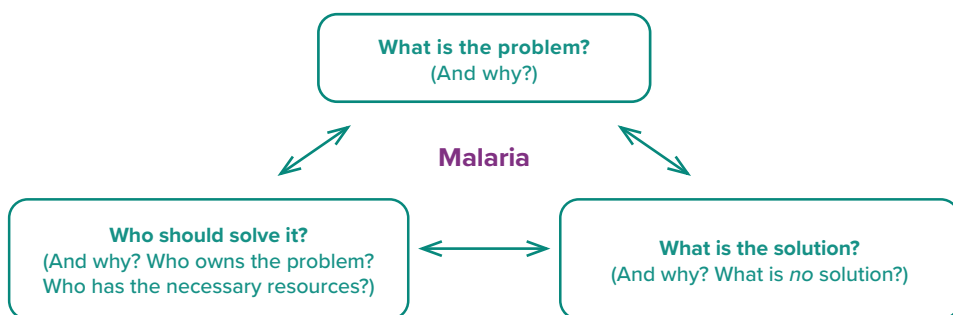 What is the problem?
(And why?)
Malaria
Who should solve it?
(And why? Who owns the problem?
Who has the necessary resources?)
What is the solution?
(And why? What is no solution?)